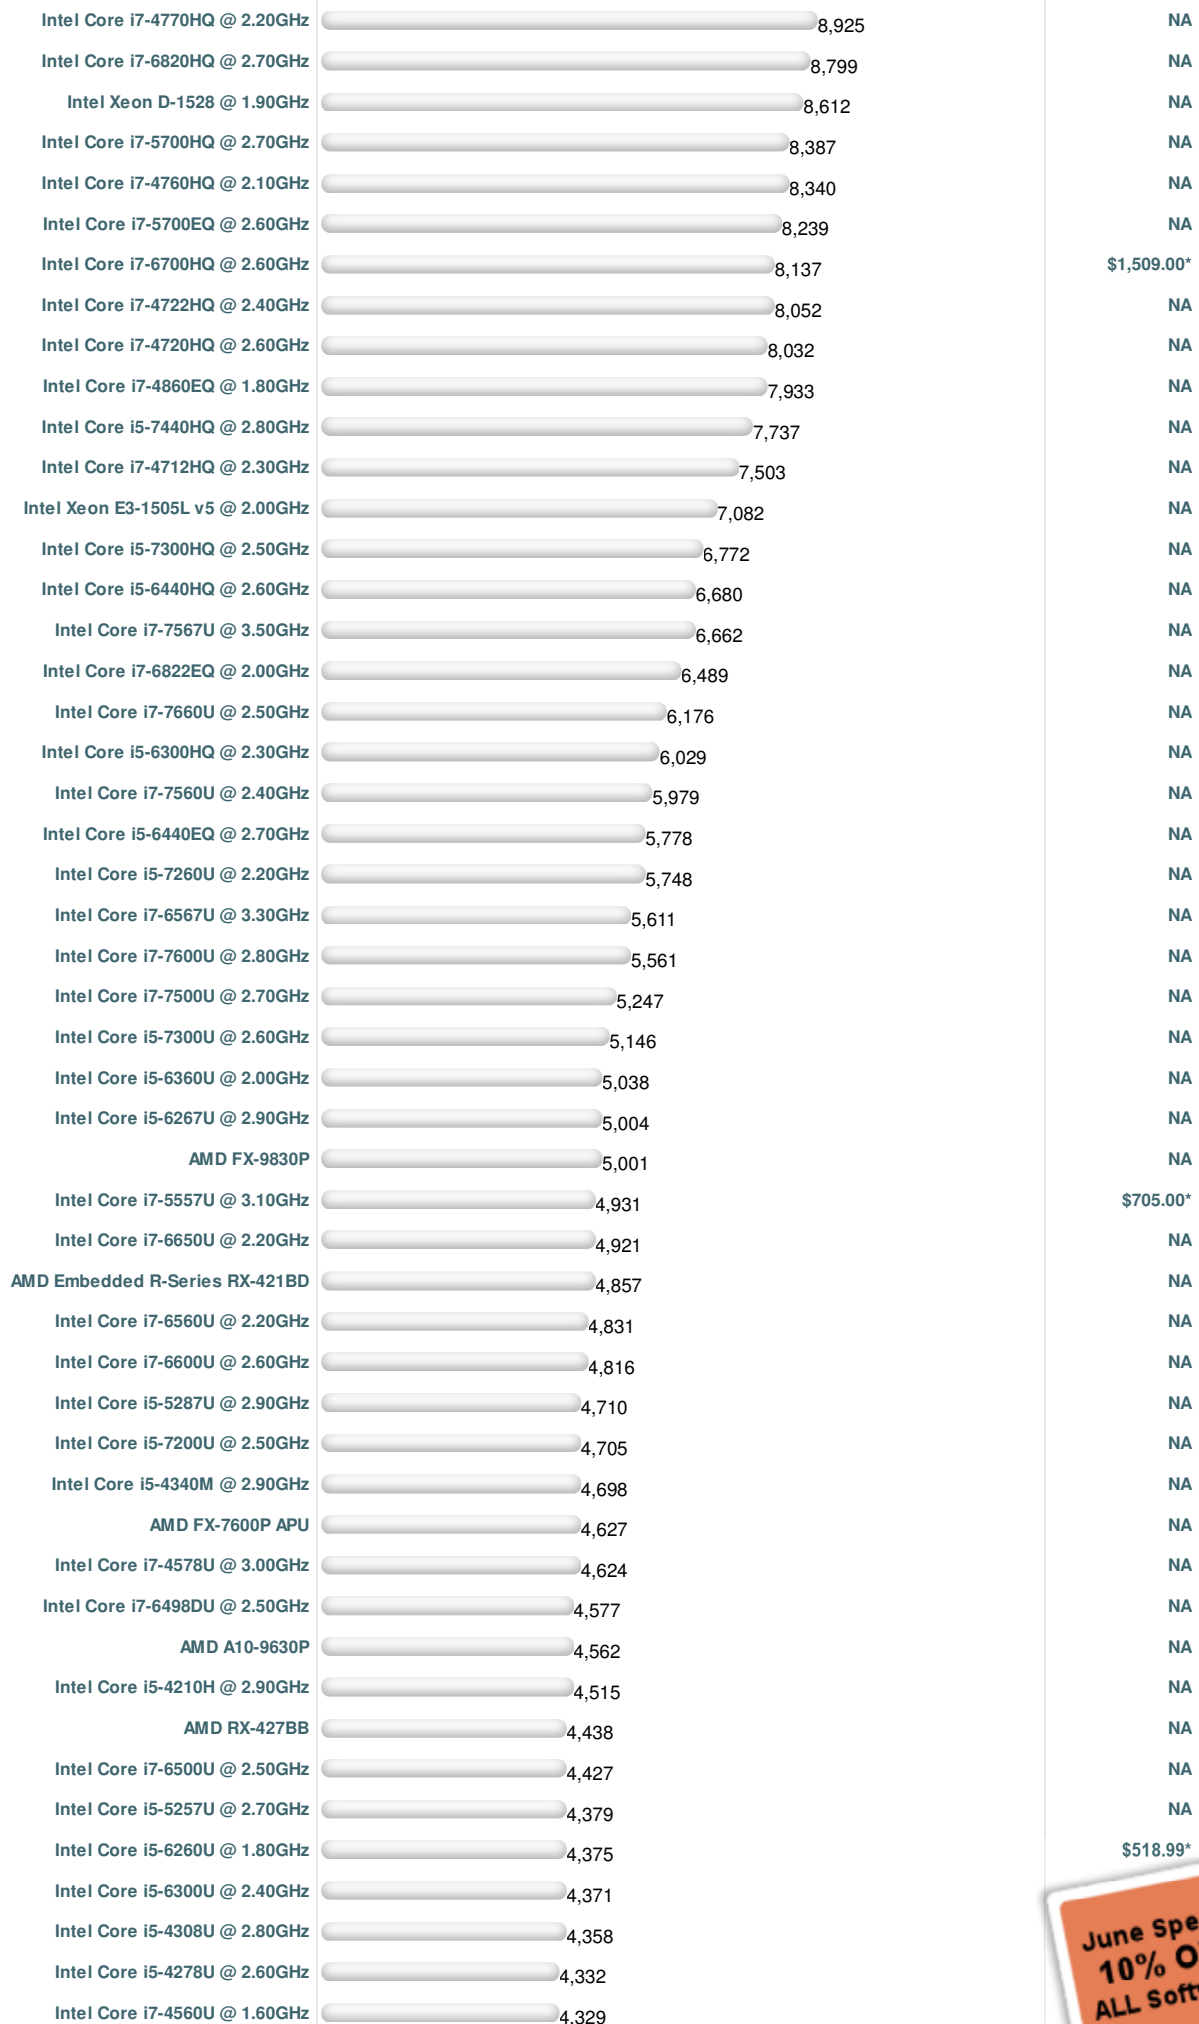 Intel Core i7-4770HQ @ 2.20GHz 8,925 NA
Intel Core i7-6820HQ @ 2.70GHz 8,799 NA
Intel Xeon D-1528 @ 1.90GHz 8,612 NA
Intel Core i7-5700HQ @ 2.70GHz 8,387 NA
Intel Core i7-4760HQ @ 2.10GHz 8,340 NA
Intel Core i7-5700EQ @ 2.60GHz 8,239 NA
Intel Core i7-6700HQ @ 2.60GHz 8,137 $1,509.00*
Intel Core i7-4722HQ @ 2.40GHz 8,052 NA
Intel Core i7-4720HQ @ 2.60GHz 8,032 NA
Intel Core i7-4860EQ @ 1.80GHz 7,933 NA
Intel Core i5-7440HQ @ 2.80GHz 7,737 NA
Intel Core i7-4712HQ @ 2.30GHz 7,503 NA
Intel Xeon E3-1505L v5 @ 2.00GHz 7,082 NA
Intel Core i5-7300HQ @ 2.50GHz 6,772 NA
Intel Core i5-6440HQ @ 2.60GHz 6,680 NA
Intel Core i7-7567U @ 3.50GHz 6,662 NA
Intel Core i7-6822EQ @ 2.00GHz 6,489 NA
Intel Core i7-7660U @ 2.50GHz 6,176 NA
Intel Core i5-6300HQ @ 2.30GHz 6,029 NA
Intel Core i7-7560U @ 2.40GHz 5,979 NA
Intel Core i5-6440EQ @ 2.70GHz 5,778 NA
Intel Core i5-7260U @ 2.20GHz 5,748 NA
Intel Core i7-6567U @ 3.30GHz 5,611 NA
Intel Core i7-7600U @ 2.80GHz 5,561 NA
Intel Core i7-7500U @ 2.70GHz 5,247 NA
Intel Core i5-7300U @ 2.60GHz 5,146 NA
Intel Core i5-6360U @ 2.00GHz 5,038 NA
Intel Core i5-6267U @ 2.90GHz 5,004 NA
AMD FX-9830P 5,001 NA
Intel Core i7-5557U @ 3.10GHz 4,931 $705.00*
Intel Core i7-6650U @ 2.20GHz 4,921 NA
AMD Embedded R-Series RX-421BD 4,857 NA
Intel Core i7-6560U @ 2.20GHz 4,831 NA
Intel Core i7-6600U @ 2.60GHz 4,816 NA
Intel Core i5-5287U @ 2.90GHz 4,710 NA
Intel Core i5-7200U @ 2.50GHz 4,705 NA
Intel Core i5-4340M @ 2.90GHz 4,698 NA
AMD FX-7600P APU 4,627 NA
Intel Core i7-4578U @ 3.00GHz 4,624 NA
Intel Core i7-6498DU @ 2.50GHz 4,577 NA
AMD A10-9630P 4,562 NA
Intel Core i5-4210H @ 2.90GHz 4,515 NA
AMD RX-427BB 4,438 NA
Intel Core i7-6500U @ 2.50GHz 4,427 NA
Intel Core i5-5257U @ 2.70GHz 4,379 NA
Intel Core i5-6260U @ 1.80GHz 4,375 $518.99*
Intel Core i5-6300U @ 2.40GHz 4,371
Intel Core i5-4308U @ 2.80GHz 4,358
Intel Core i5-4278U @ 2.60GHz 4,332
Intel Core i7-4560U @ 1.60GHz 4,329
June Spe
10% O
ALL Soft